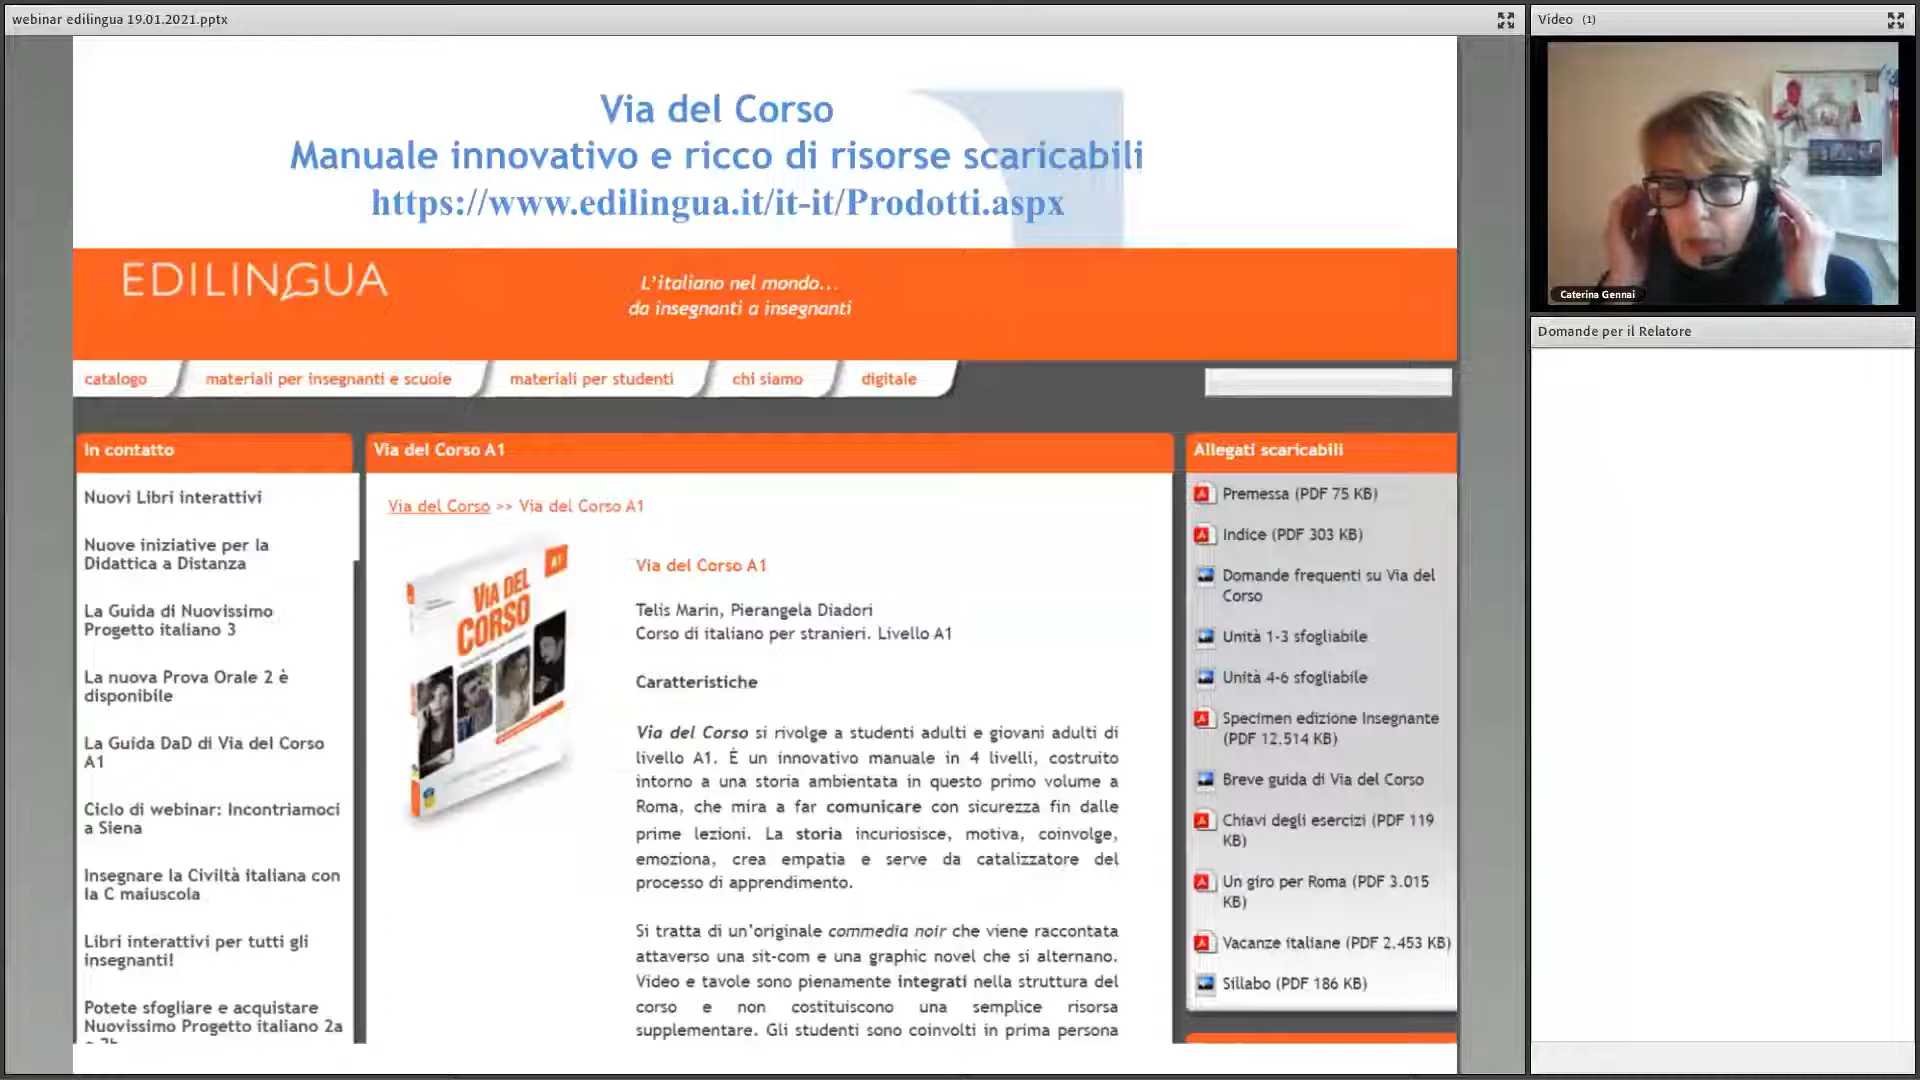 webinar edilingua 19.01.2021.pptx
Via del Corso
Manuale innovativo e ricco di risorse scaricabili
https://www.edilingua.it/it-it/Prodotti.aspx
EDILINGUA
L'italiano nel mondo...
da insegnanti a insegnanti
catalogo
materiali per insegnanti e scuole
materiali per studenti
chi siamo
digitale
In contatto
Nuovi Libri interattivi
Nuove iniziative per la
Didattica a Distanza
La Guida di Nuovissimo
Progetto italiano 3
La nuova Prova Orale 2 è
disponibile
La Guida DaD di Via del Corso
A1
Ciclo di webinar: Incontriamoci
a Siena
Insegnare la Civiltà italiana con
la C maiuscola
Libri interattivi per tutti gli
insegnanti!
Potete sfogliare e acquistare
Nuovissimo Progetto italiano 2a
Via del Corso A1
Via del Corso >> Via del Corso A1
A1
VIA DEL
CORSO
Via del Corso A1
Telis Marin, Pierangela Diadori
Corso di italiano per stranieri. Livello A1
Caratteristiche
Via del Corso si rivolge a studenti adulti e giovani adulti di
livello A1. È un innovativo manuale in 4 livelli, costruito
intorno a una storia ambientata in questo primo volume a
Roma, che mira a far comunicare con sicurezza fin dalle
prime lezioni. La storia incuriosisce, motiva, coinvolge,
emoziona, crea empatia e serve da catalizzatore del
processo di apprendimento.
Si tratta di un'originale commedia noir che viene raccontata
attraverso una sit-com e una graphic novel che si alternano.
Video e tavole sono pienamente integrati nella struttura del
corso e non costituiscono una semplice risorsa
supplementare. Gli studenti sono coinvolti in prima persona
Allegati scaricabili
Premessa (PDF 75 KB)
Indice (PDF 303 KB)
Domande frequenti su Via del
Corso
Unità 1-3 sfogliabile
Unità 4-6 sfogliabile
Specimen edizione Insegnante
(PDF 12.514 KB)
Breve guida di Via del Corso
Chiavi degli esercizi (PDF 119
KB)
Un giro per Roma (PDF 3.015
KB)
Vacanze italiane (PDF 2.453 KB)
Sillabo (PDF 186 KB)
Video (1)
Caterina Gennai
Domande per il Relatore